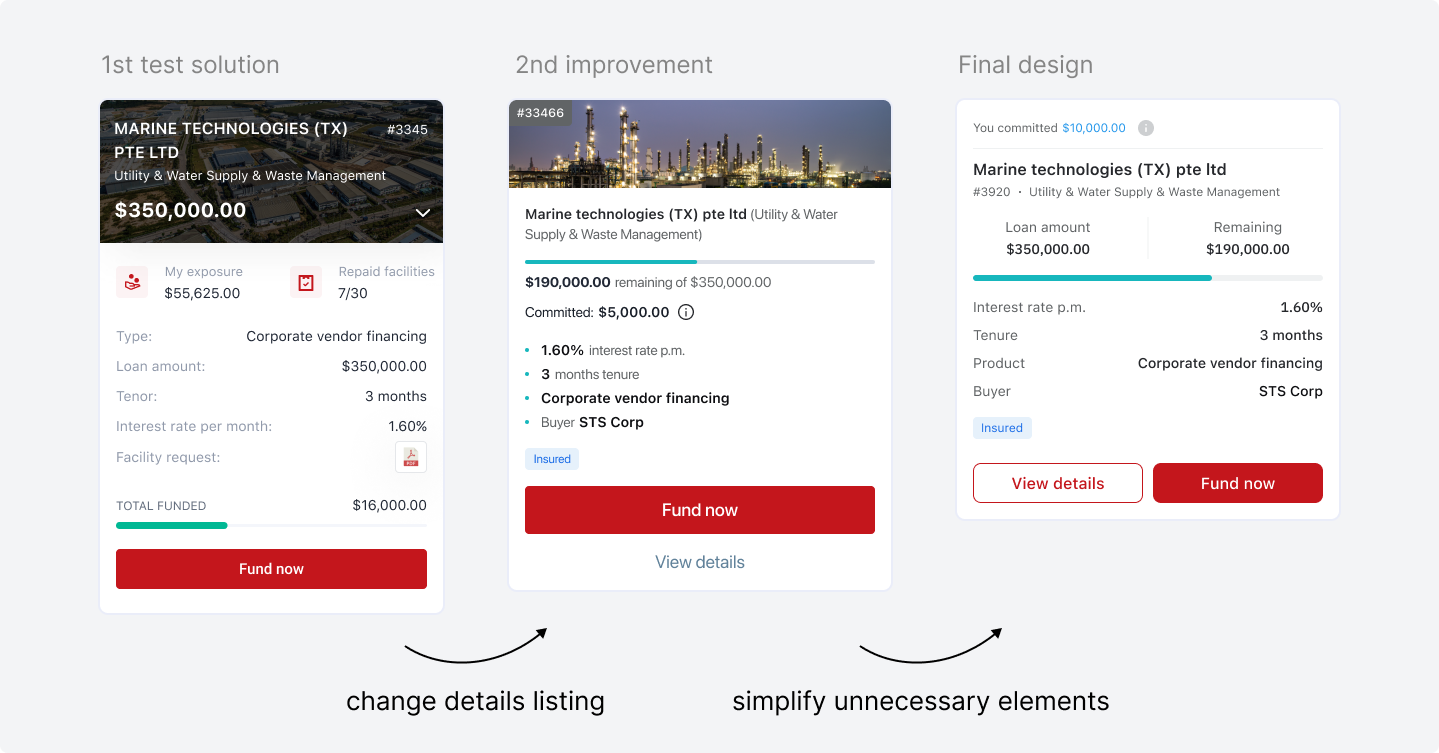 1st test solution
MARINE TECHNOLOGIES (TX)
PTE LTD
#3345
Utility & Water Supply & Waste Management
$350,000.00
My exposure
$55,625.00
Repaid facilities
7/30
Type: Corporate vendor financing
Loan amount: $350,000.00
Tenor: 3 months
Interest rate per month: 1.60%
Facility request: PDF
TOTAL FUNDED $16,000.00
Fund now
2nd improvement
#33466
Marine technologies (TX) pte ltd (Utility & Water
Supply & Waste Management)
$190,000.00 remaining of $350,000.00
Committed: $5,000.00
• 1.60% interest rate p.m.
• 3 months tenure
• Corporate vendor financing
• Buyer STS Corp
Insured
Fund now
View details
Final design
You committed $10,000.00
Marine technologies (TX) pte ltd
#3920 • Utility & Water Supply & Waste Management
Loan amount
$350,000.00
Remaining
$190,000.00
Interest rate p.m. 1.60%
Tenure 3 months
Product Corporate vendor financing
Buyer STS Corp
Insured
View details
Fund now
change details listing
simplify unnecessary elements